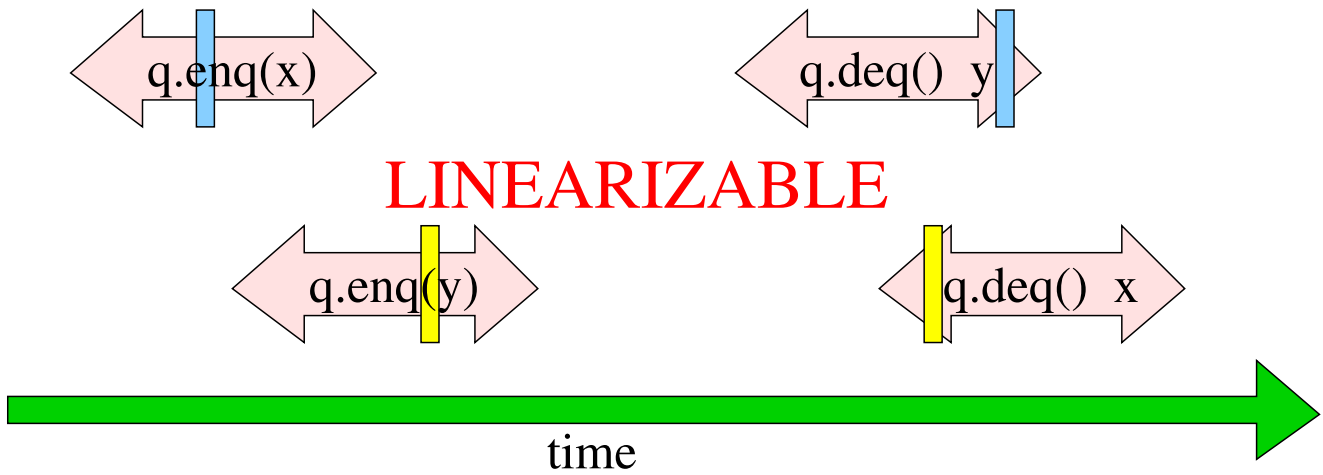 q.enq(x)
q.deq() y
LINEARIZABLE
q.enq(y)
q.deq() x
time